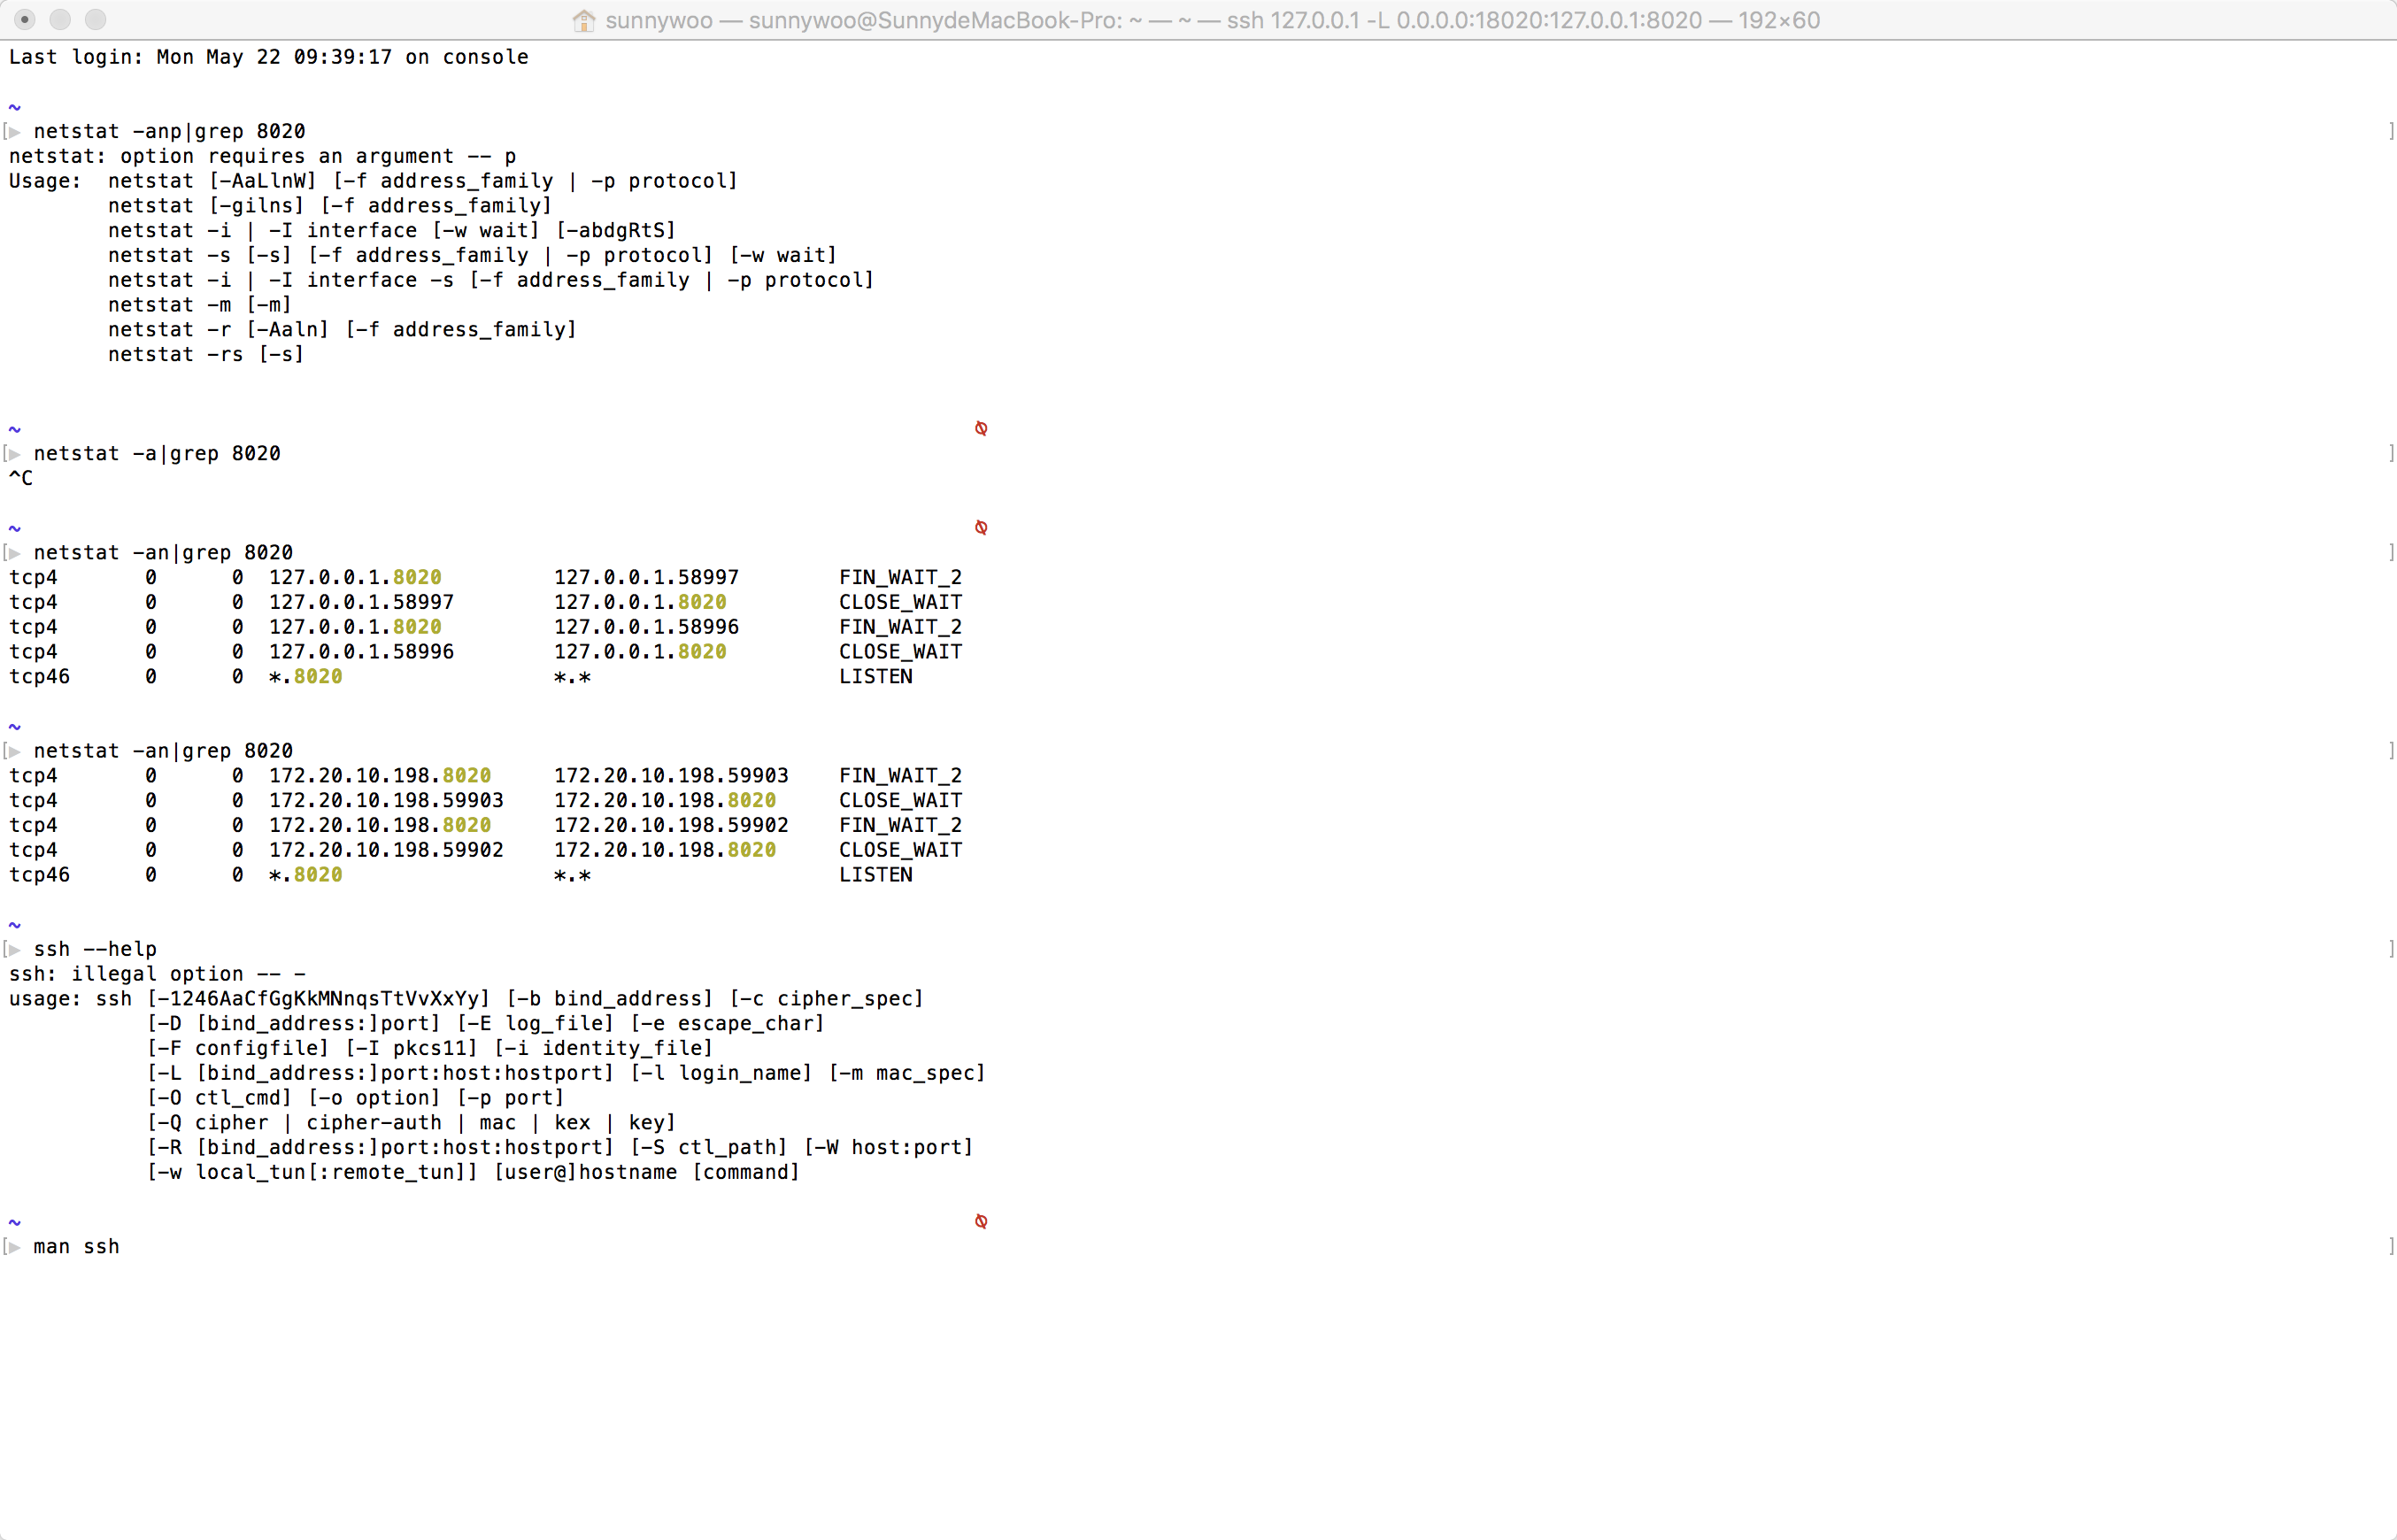 sunnywoo — sunnywoo@SunnydeMacBook-Pro: ~ — ~ — ssh 127.0.0.1 -L 0.0.0.0:18020:127.0.0.1:8020 — 192×60
Last login: Mon May 22 09:39:17 on console
~
[▶ netstat -anp|grep 8020 ]
netstat: option requires an argument -- p
Usage:  netstat [-AaLlnW] [-f address_family | -p protocol]
        netstat [-gilns] [-f address_family]
        netstat -i | -I interface [-w wait] [-abdgRtS]
        netstat -s [-s] [-f address_family | -p protocol] [-w wait]
        netstat -i | -I interface -s [-f address_family | -p protocol]
        netstat -m [-m]
        netstat -r [-Aaln] [-f address_family]
        netstat -rs [-s]
~ Ø
[▶ netstat -a|grep 8020 ]
^C
~ Ø
[▶ netstat -an|grep 8020 ]
tcp4       0      0  127.0.0.1.8020         127.0.0.1.58997        FIN_WAIT_2
tcp4       0      0  127.0.0.1.58997        127.0.0.1.8020         CLOSE_WAIT
tcp4       0      0  127.0.0.1.8020         127.0.0.1.58996        FIN_WAIT_2
tcp4       0      0  127.0.0.1.58996        127.0.0.1.8020         CLOSE_WAIT
tcp46      0      0  *.8020                 *.*                    LISTEN
~
[▶ netstat -an|grep 8020 ]
tcp4       0      0  172.20.10.198.8020     172.20.10.198.59903    FIN_WAIT_2
tcp4       0      0  172.20.10.198.59903    172.20.10.198.8020     CLOSE_WAIT
tcp4       0      0  172.20.10.198.8020     172.20.10.198.59902    FIN_WAIT_2
tcp4       0      0  172.20.10.198.59902    172.20.10.198.8020     CLOSE_WAIT
tcp46      0      0  *.8020                 *.*                    LISTEN
~
[▶ ssh --help ]
ssh: illegal option -- -
usage: ssh [-1246AaCfGgKkMNnqsTtVvXxYy] [-b bind_address] [-c cipher_spec]
           [-D [bind_address:]port] [-E log_file] [-e escape_char]
           [-F configfile] [-I pkcs11] [-i identity_file]
           [-L [bind_address:]port:host:hostport] [-l login_name] [-m mac_spec]
           [-O ctl_cmd] [-o option] [-p port]
           [-Q cipher | cipher-auth | mac | kex | key]
           [-R [bind_address:]port:host:hostport] [-S ctl_path] [-W host:port]
           [-w local_tun[:remote_tun]] [user@]hostname [command]
~ Ø
[▶ man ssh ]